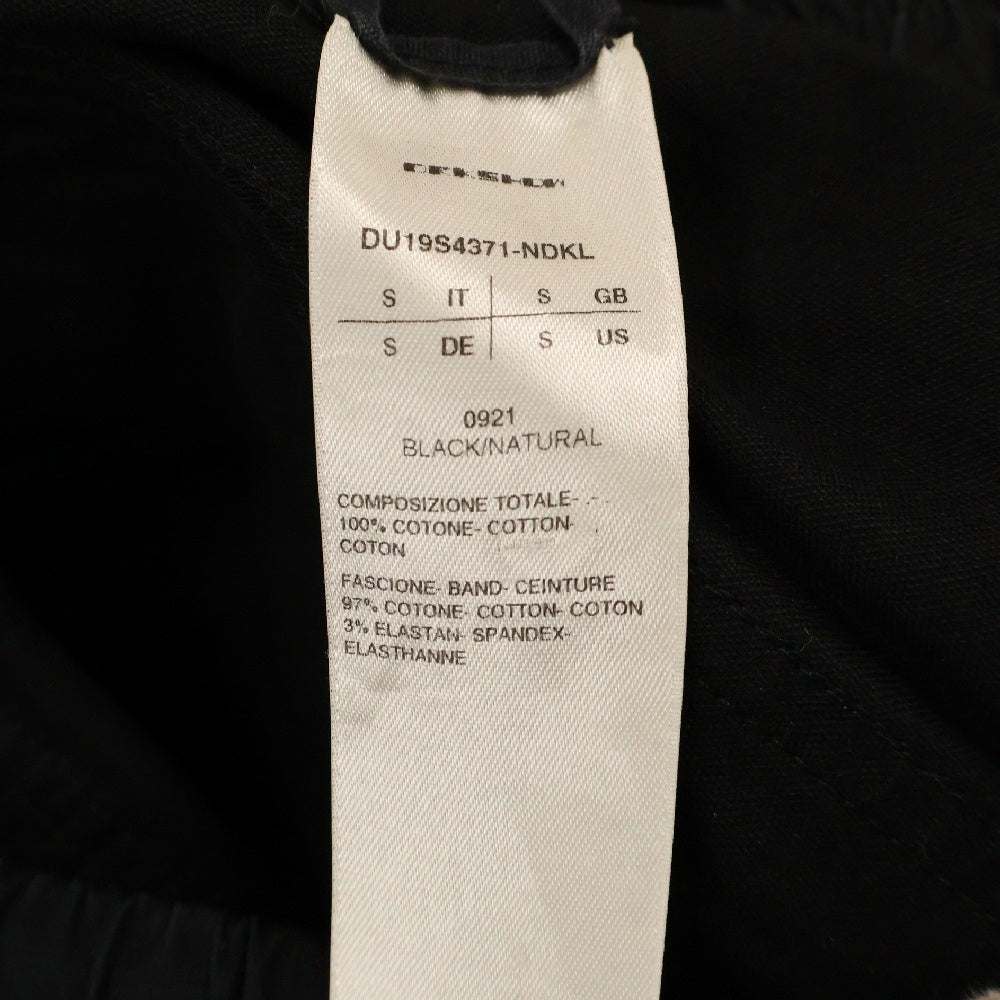 DRKSHDW
DU19S4371-NDKL
S IT S GB
S DE S US
0921
BLACK/NATURAL
COMPOSIZIONE TOTALE-
100% COTONE- COTTON-
COTON
FASCIONE- BAND- CEINTURE
97% COTONE- COTTON- COTON
3% ELASTAN- SPANDEX-
ELASTHANNE